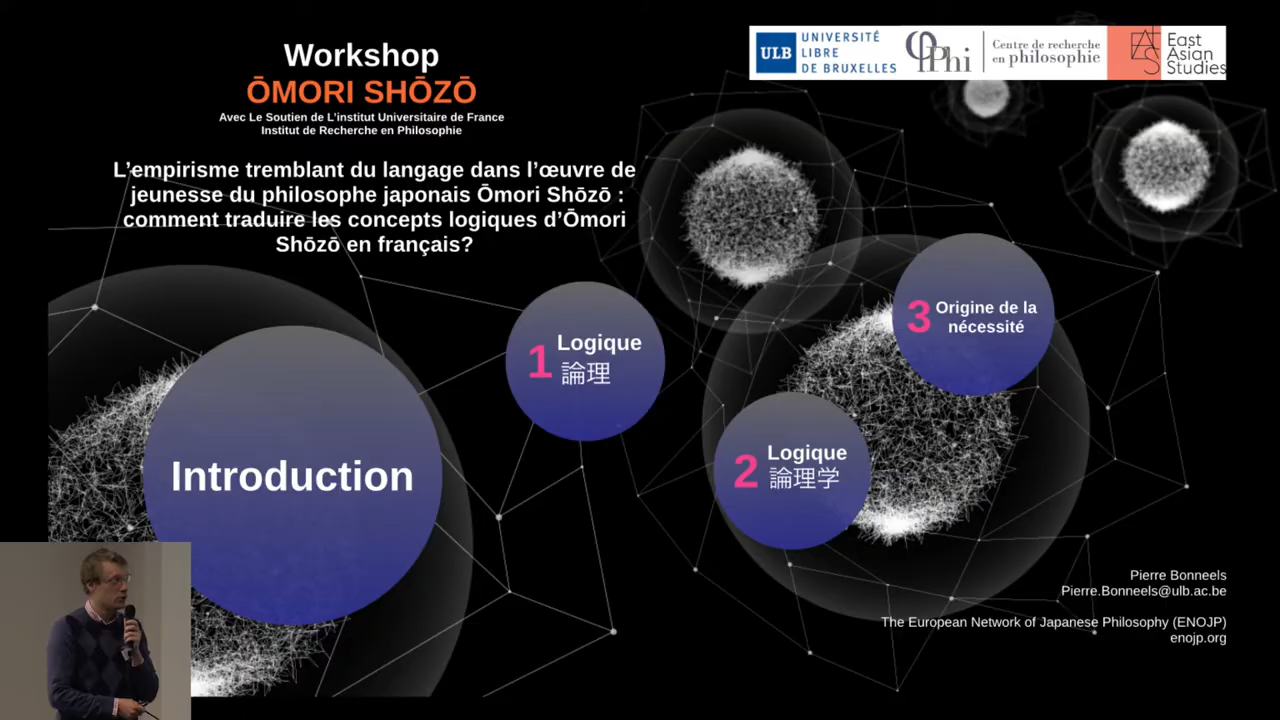 Workshop
ŌMORI SHŌZŌ
Avec Le Soutien de L'institut Universitaire de France
Institut de Recherche en Philosophie
L'empirisme tremblant du langage dans l'œuvre de
jeunesse du philosophe japonais Ōmori Shōzō :
comment traduire les concepts logiques d'Ōmori
Shōzō en français?
ULB
UNIVERSITÉ
LIBRE
DE BRUXELLES
Phi
Centre de recherche
en philosophie
EAS
East
Asian
Studies
Introduction
1
Logique
論理
2
Logique
論理学
3
Origine de la
nécessité
Pierre Bonneels
Pierre.Bonneels@ulb.ac.be
The European Network of Japanese Philosophy (ENOJP)
enojp.org